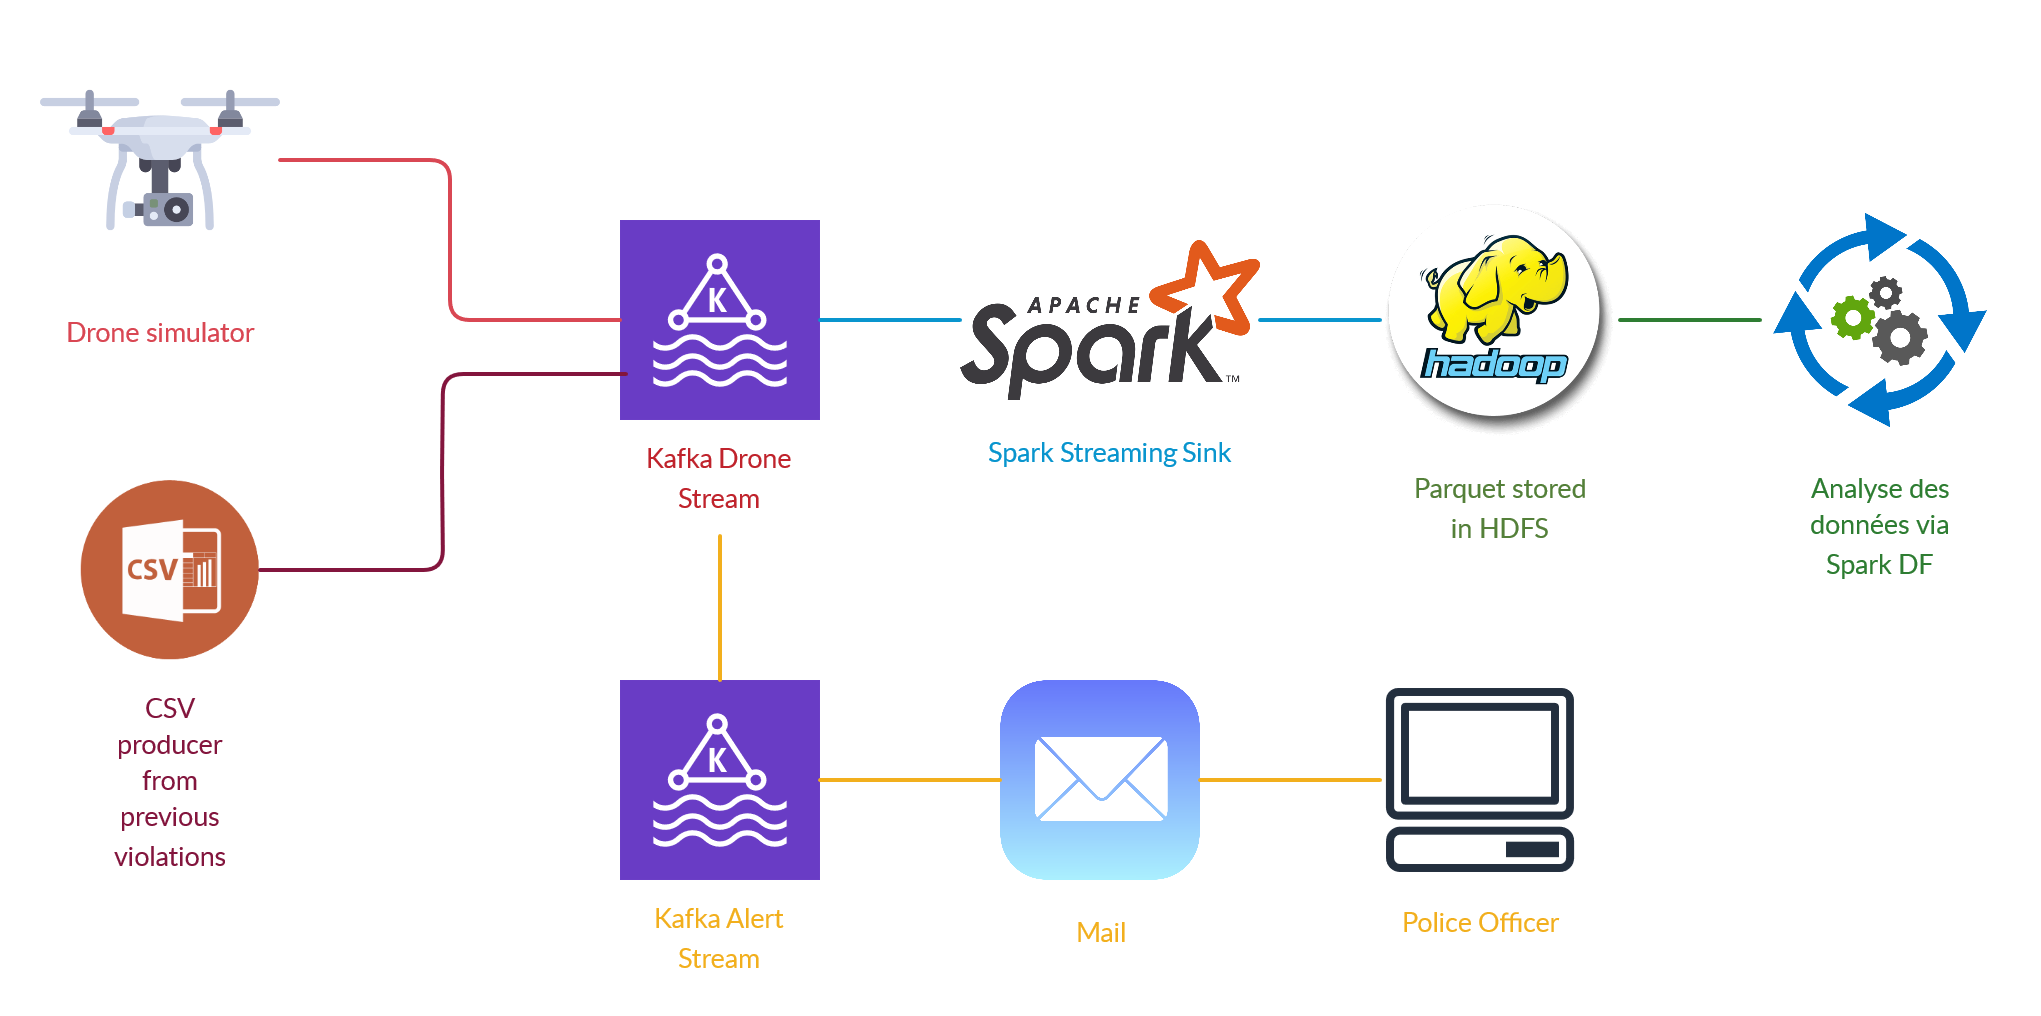 Drone simulator
CSV
CSV
producer
from
previous
violations
K
Kafka Drone
Stream
APACHE
Spark™
Spark Streaming Sink
hadoop
Parquet stored
in HDFS
Analyse des
données via
Spark DF
K
Kafka Alert
Stream
Mail
Police Officer